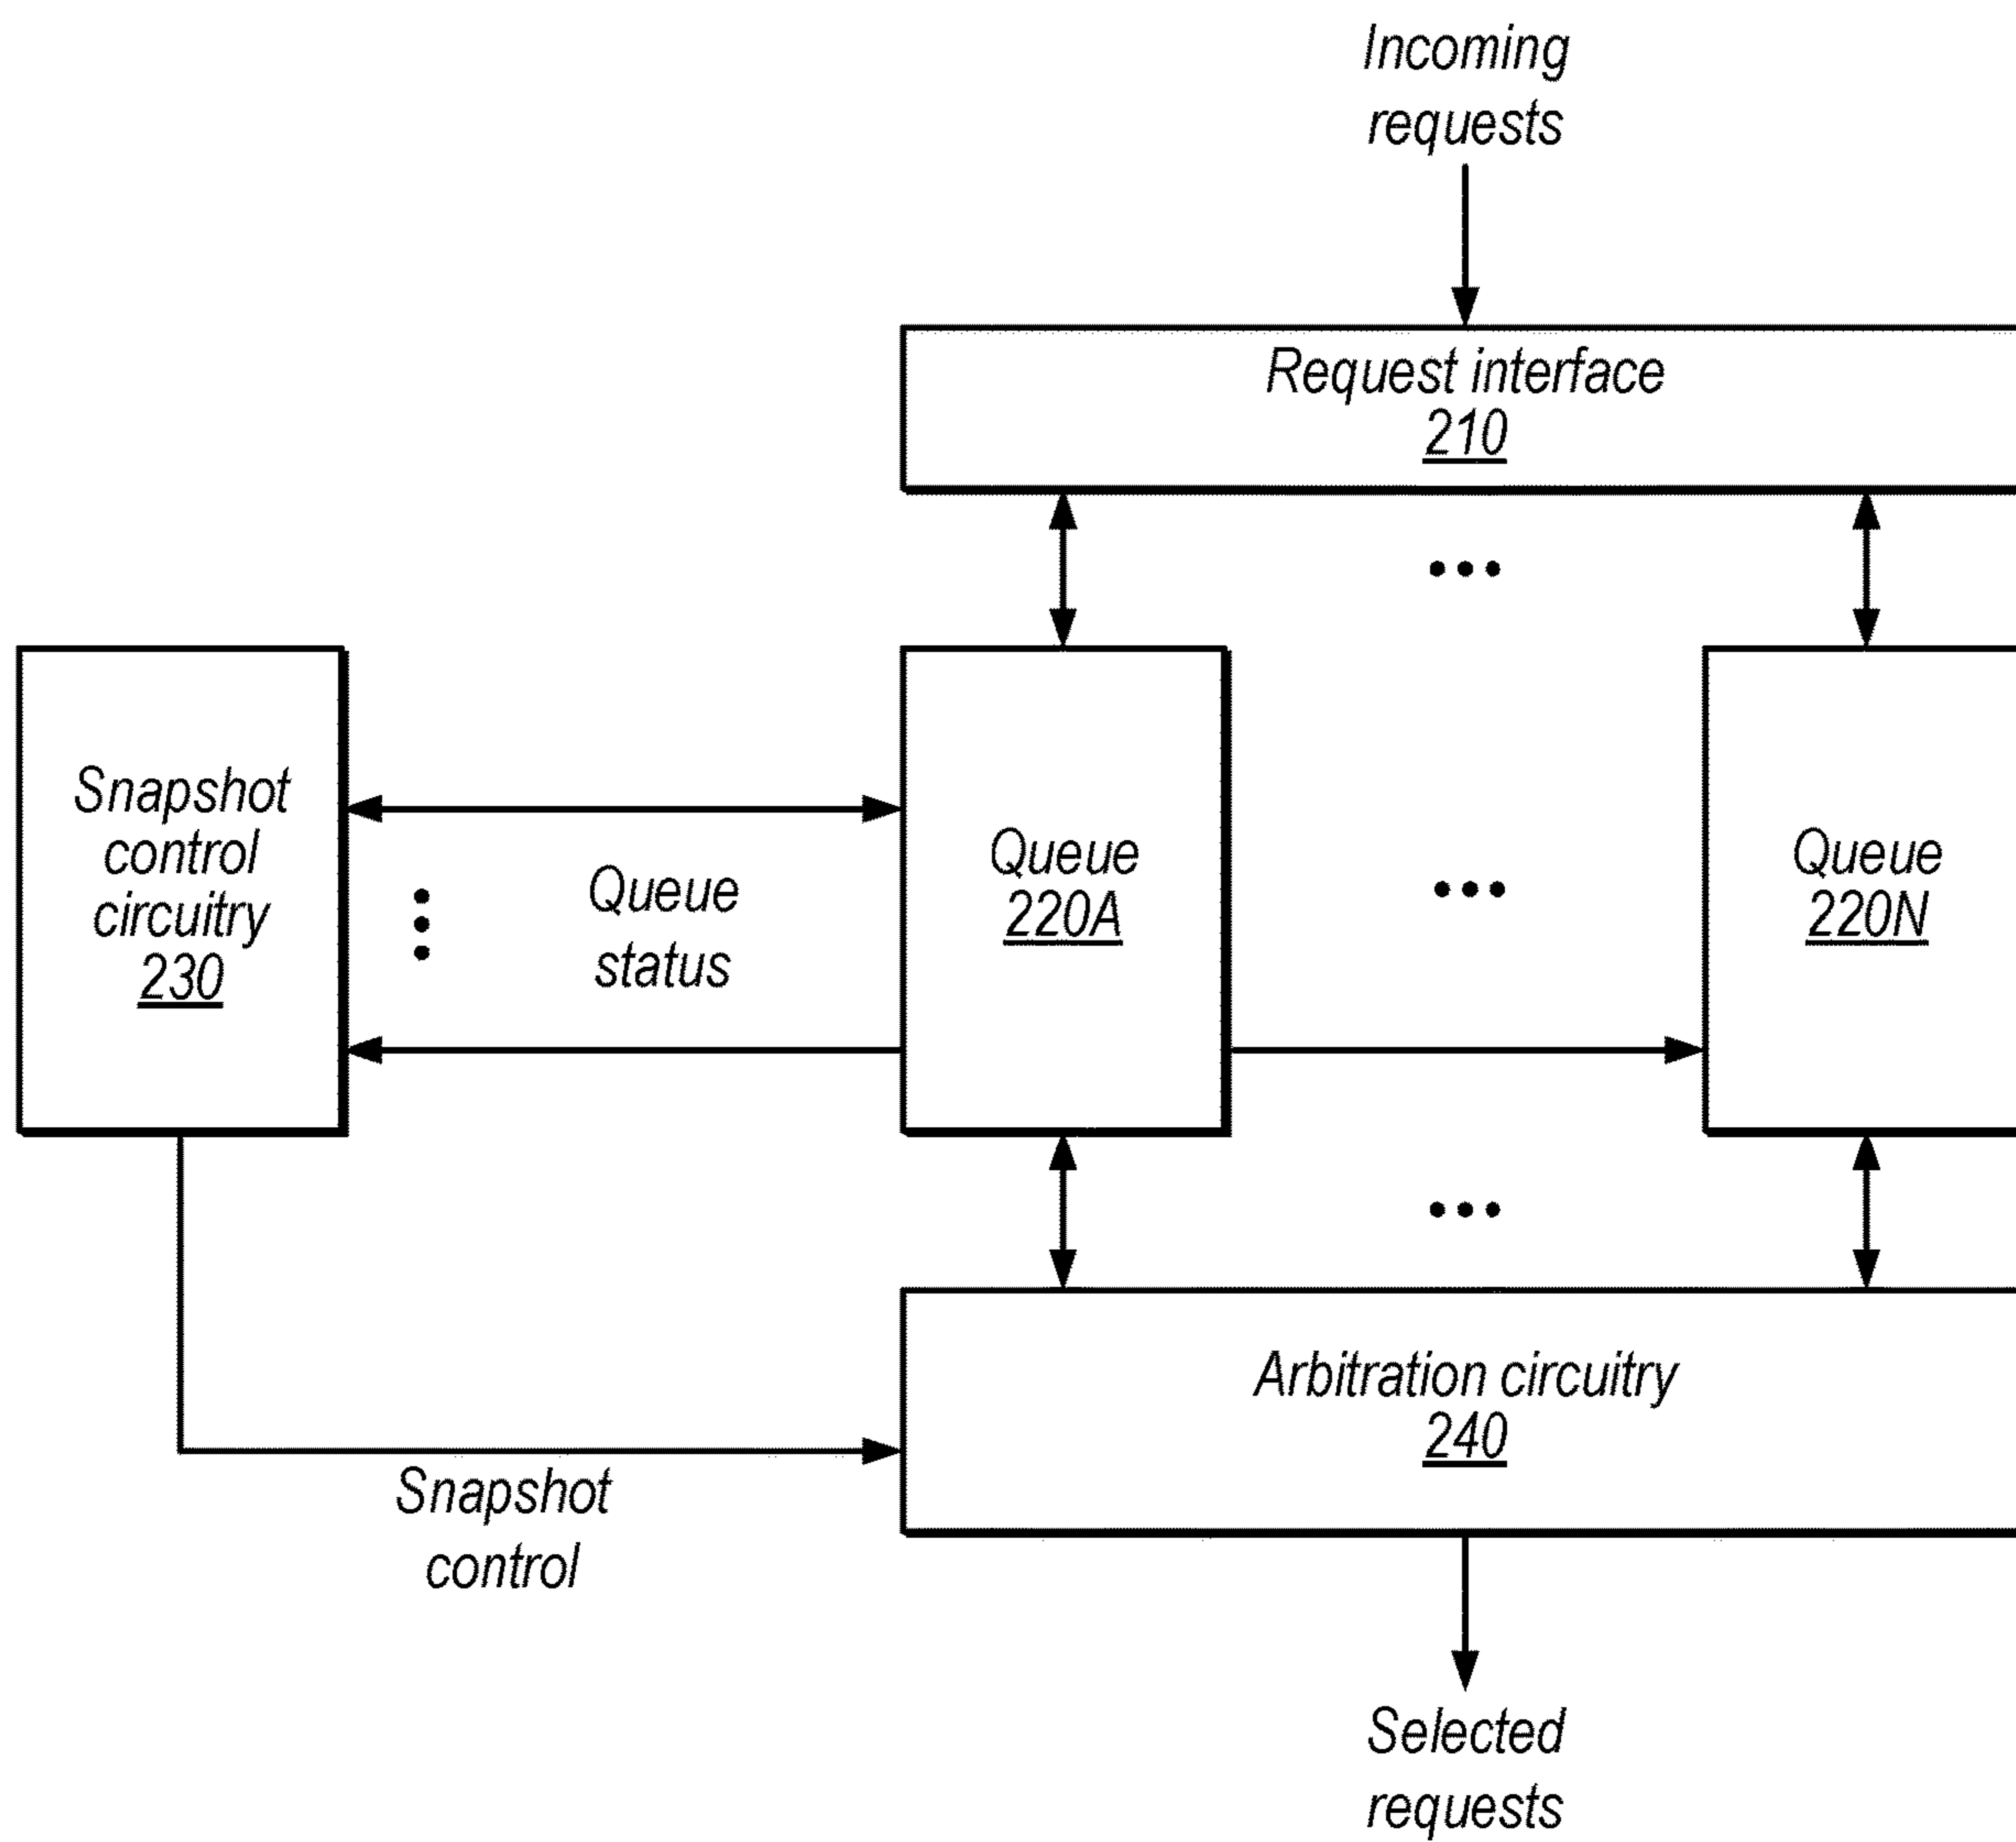 Incoming
requests
Request interface
210
Snapshot
control
circuitry
230
Queue
status
Queue
220A
Queue
220N
Arbitration circuitry
240
Snapshot
control
Selected
requests